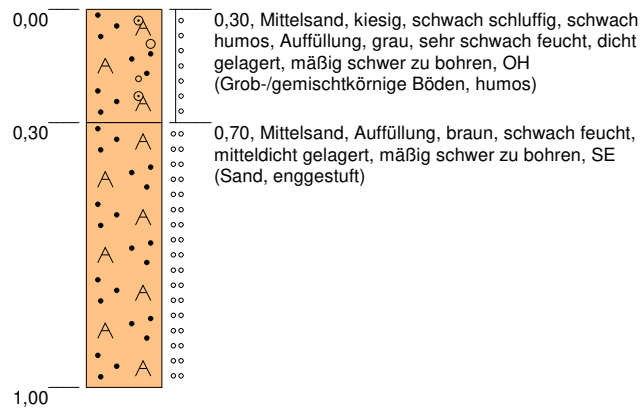 0,00
0,30, Mittelsand, kiesig, schwach schluffig, schwach
humos, Auffüllung, grau, sehr schwach feucht, dicht
gelagert, mäßig schwer zu bohren, OH
(Grob-/gemischtkörnige Böden, humos)
0,30
0,70, Mittelsand, Auffüllung, braun, schwach feucht,
mitteldicht gelagert, mäßig schwer zu bohren, SE
(Sand, enggestuft)
1,00